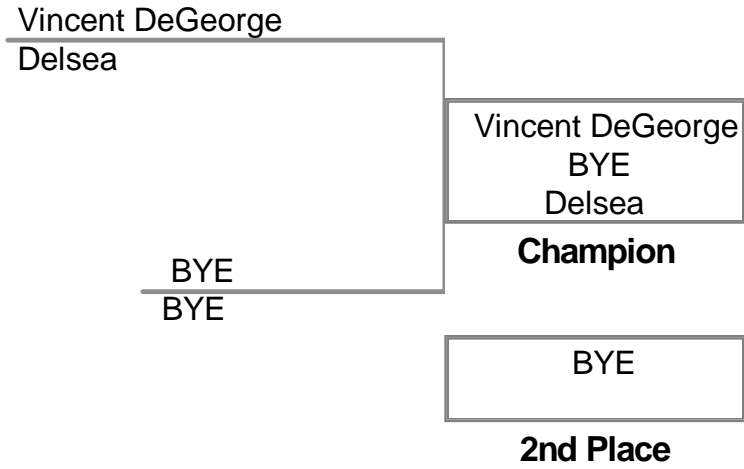 Vincent DeGeorge
Delsea
Vincent DeGeorge
BYE
Delsea
Champion
BYE
BYE
BYE
2nd Place